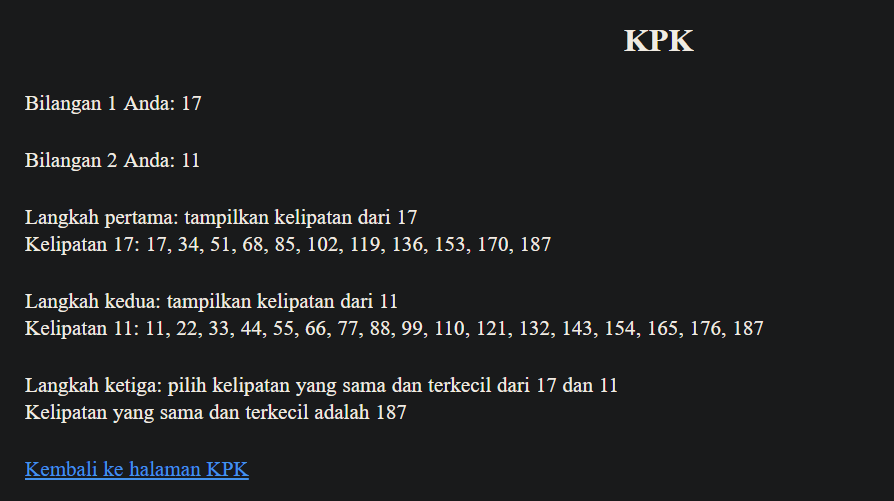 KPK
Bilangan 1 Anda: 17
Bilangan 2 Anda: 11
Langkah pertama: tampilkan kelipatan dari 17
Kelipatan 17: 17, 34, 51, 68, 85, 102, 119, 136, 153, 170, 187
Langkah kedua: tampilkan kelipatan dari 11
Kelipatan 11: 11, 22, 33, 44, 55, 66, 77, 88, 99, 110, 121, 132, 143, 154, 165, 176, 187
Langkah ketiga: pilih kelipatan yang sama dan terkecil dari 17 dan 11
Kelipatan yang sama dan terkecil adalah 187
Kembali ke halaman KPK